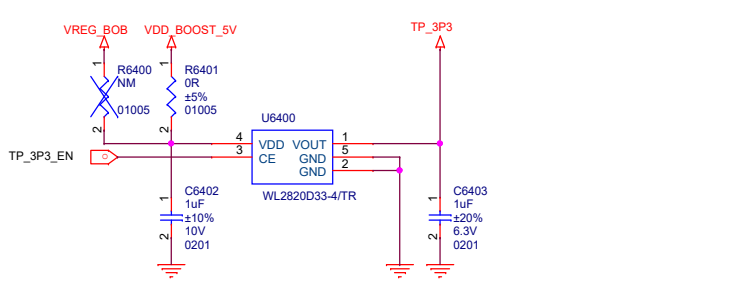 VREG_BOB VDD_BOOST_5V TP_3P3
1 R6400 NM 01005 2
1 R6401 0R ±5% 01005 2
U6400
4 VDD VOUT 1
3 CE GND 5
GND 2
WL2820D33-4/TR
TP_3P3_EN
1 C6402 1uF ±10% 10V 0201 2
1 C6403 1uF ±20% 6.3V 0201 2